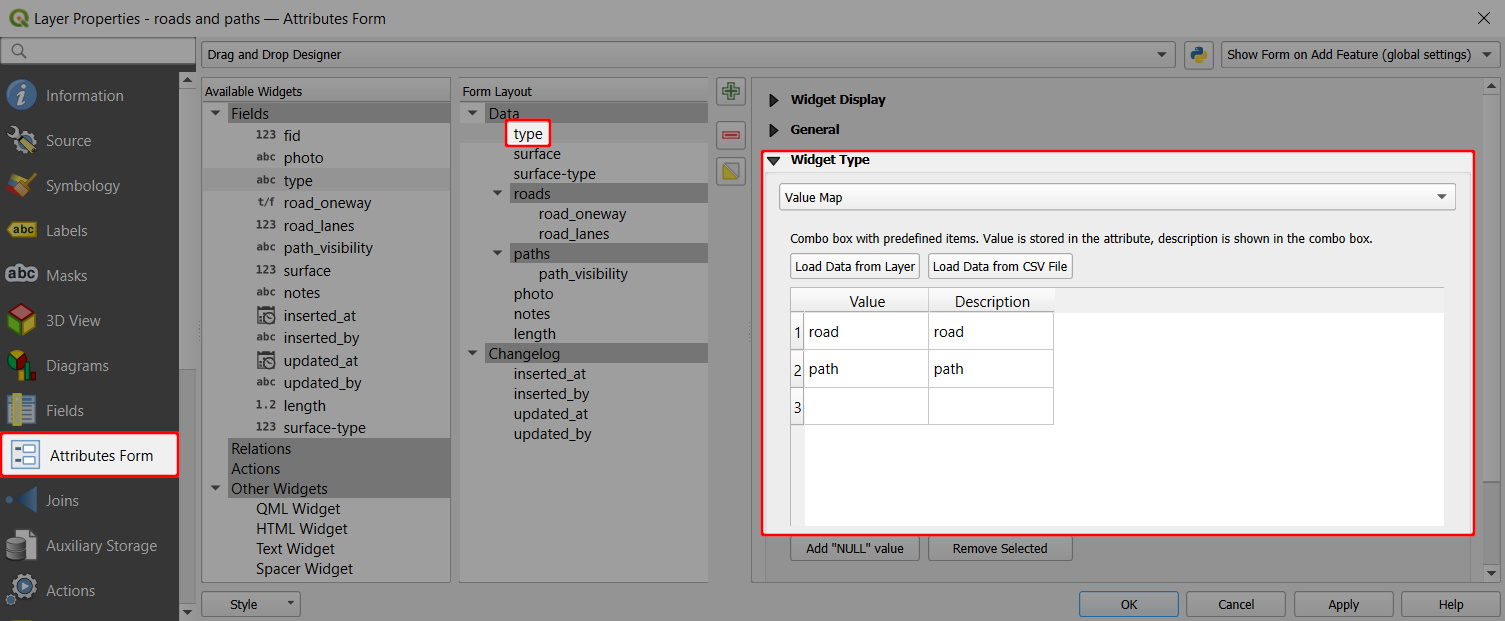 Layer Properties - roads and paths — Attributes Form
Information
Source
Symbology
abc Labels
abc Masks
3D View
Diagrams
Fields
Attributes Form
Joins
Auxiliary Storage
Actions
Drag and Drop Designer
Show Form on Add Feature (global settings)
Available Widgets
Fields
123 fid
abc photo
abc type
t/f road_oneway
123 road_lanes
abc path_visibility
123 surface
abc notes
inserted_at
abc inserted_by
updated_at
abc updated_by
1.2 length
123 surface-type
Relations
Actions
Other Widgets
QML Widget
HTML Widget
Text Widget
Spacer Widget
Form Layout
Data
type
surface
surface-type
roads
road_oneway
road_lanes
paths
path_visibility
photo
notes
length
Changelog
inserted_at
inserted_by
updated_at
updated_by
Widget Display
General
Widget Type
Value Map
Combo box with predefined items. Value is stored in the attribute, description is shown in the combo box.
Load Data from Layer Load Data from CSV File
Value Description
1 road road
2 path path
3
Add "NULL" value Remove Selected
Style OK Cancel Apply Help